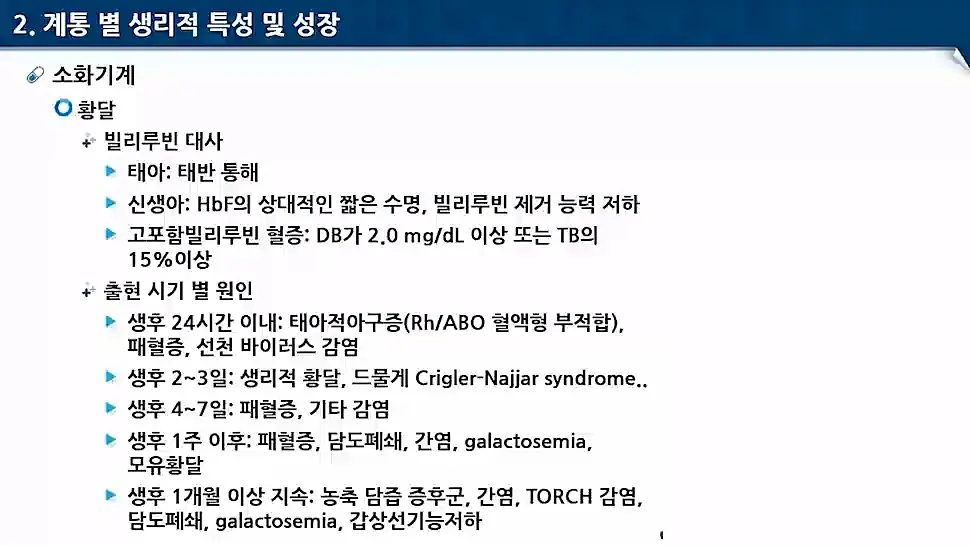 2. 계통 별 생리적 특성 및 성장
소화기계
황달
빌리루빈 대사
태아: 태반 통해
신생아: HbF의 상대적인 짧은 수명, 빌리루빈 제거 능력 저하
고포함빌리루빈 혈증: DB가 2.0 mg/dL 이상 또는 TB의
15%이상
출현 시기 별 원인
생후 24시간 이내: 태아적아구증(Rh/ABO 혈액형 부적합),
패혈증, 선천 바이러스 감염
생후 2~3일: 생리적 황달, 드물게 Crigler-Najjar syndrome..
생후 4~7일: 패혈증, 기타 감염
생후 1주 이후: 패혈증, 담도폐쇄, 간염, galactosemia,
모유황달
생후 1개월 이상 지속: 농축 담즙 증후군, 간염, TORCH 감염,
담도폐쇄, galactosemia, 갑상선기능저하